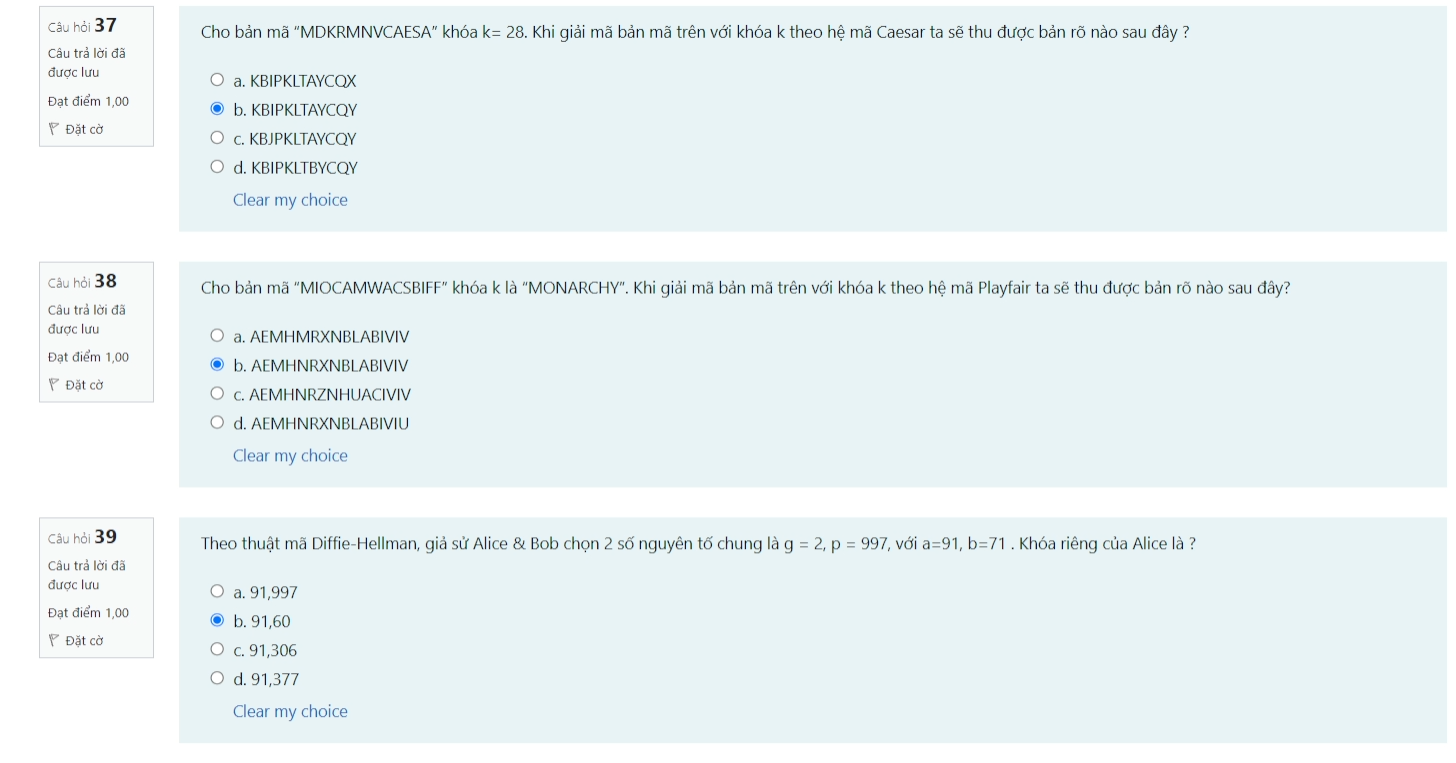 Câu hỏi 37
Câu trả lời đã
được lưu
Đạt điểm 1,00
Đặt cờ
Cho bản mã “MDKRMNVCAESA” khóa k= 28. Khi giải mã bản mã trên với khóa k theo hệ mã Caesar ta sẽ thu được bản rõ nào sau đây ?
a. KBIPKLTAYCQX
b. KBIPKLTAYCQY
c. KBJPKLTAYCQY
d. KBIPKLTBYCQY
Clear my choice
Câu hỏi 38
Câu trả lời đã
được lưu
Đạt điểm 1,00
Đặt cờ
Cho bản mã “MIOCAMWACSBIFF” khóa k là “MONARCHY”. Khi giải mã bản mã trên với khóa k theo hệ mã Playfair ta sẽ thu được bản rõ nào sau đây?
a. AEMHMRXNBLABIVIV
b. AEMHNRXNBLABIVIV
c. AEMHNRZNHUACIVIV
d. AEMHNRXNBLABIVIU
Clear my choice
Câu hỏi 39
Câu trả lời đã
được lưu
Đạt điểm 1,00
Đặt cờ
Theo thuật mã Diffie-Hellman, giả sử Alice & Bob chọn 2 số nguyên tố chung là g = 2, p = 997, với a=91, b=71 . Khóa riêng của Alice là ?
a. 91,997
b. 91,60
c. 91,306
d. 91,377
Clear my choice